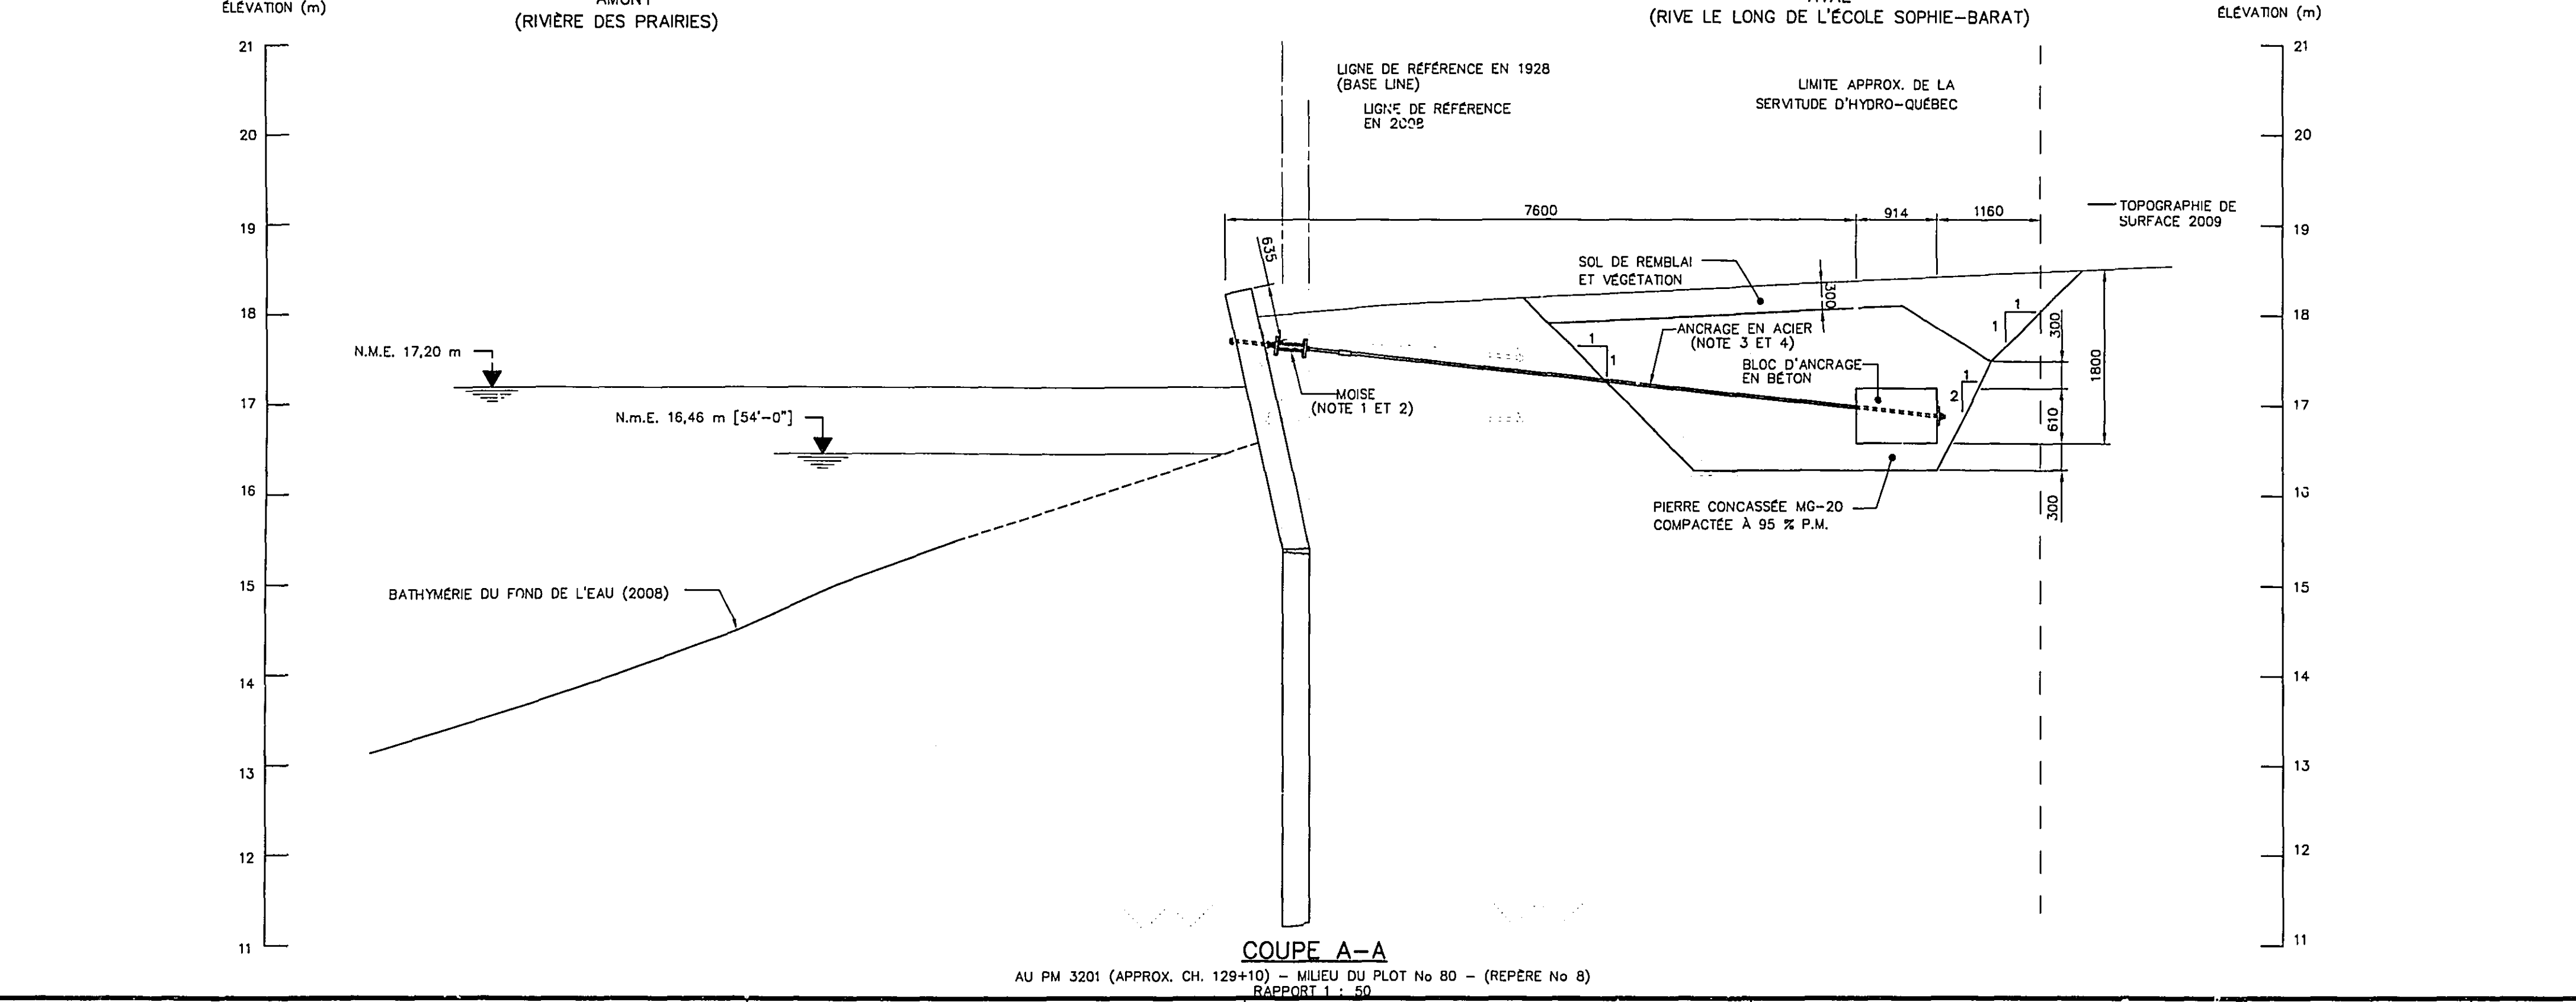 ÉLÉVATION (m)
(RIVIÈRE DES PRAIRIES)
(RIVE LE LONG DE L'ÉCOLE SOPHIE-BARAT)
ÉLÉVATION (m)
21
20
19
18
17
16
15
14
13
12
11
LIGNE DE RÉFÉRENCE EN 1928
(BASE LINE)
LIGNE DE RÉFÉRENCE
EN 2008
LIMITE APPROX. DE LA
SERVITUDE D'HYDRO-QUÉBEC
7600
914
1160
TOPOGRAPHIE DE
SURFACE 2009
635
SOL DE REMBLAI
ET VÉGÉTATION
300
N.M.E. 17,20 m
N.m.E. 16,46 m [54'-0"]
ANCRAGE EN ACIER
(NOTE 3 ET 4)
1
1
BLOC D'ANCRAGE
EN BÉTON
MOISE
(NOTE 1 ET 2)
1
1
1
2
300
610
1800
300
PIERRE CONCASSÉE MG-20
COMPACTÉE À 95 % P.M.
BATHYMÉRIE DU FOND DE L'EAU (2008)
21
20
19
18
17
15
14
13
12
11
COUPE A-A
AU PM 3201 (APPROX. CH. 129+10) - MILIEU DU PLOT No 80 - (REPÈRE No 8)
RAPPORT 1 : 50